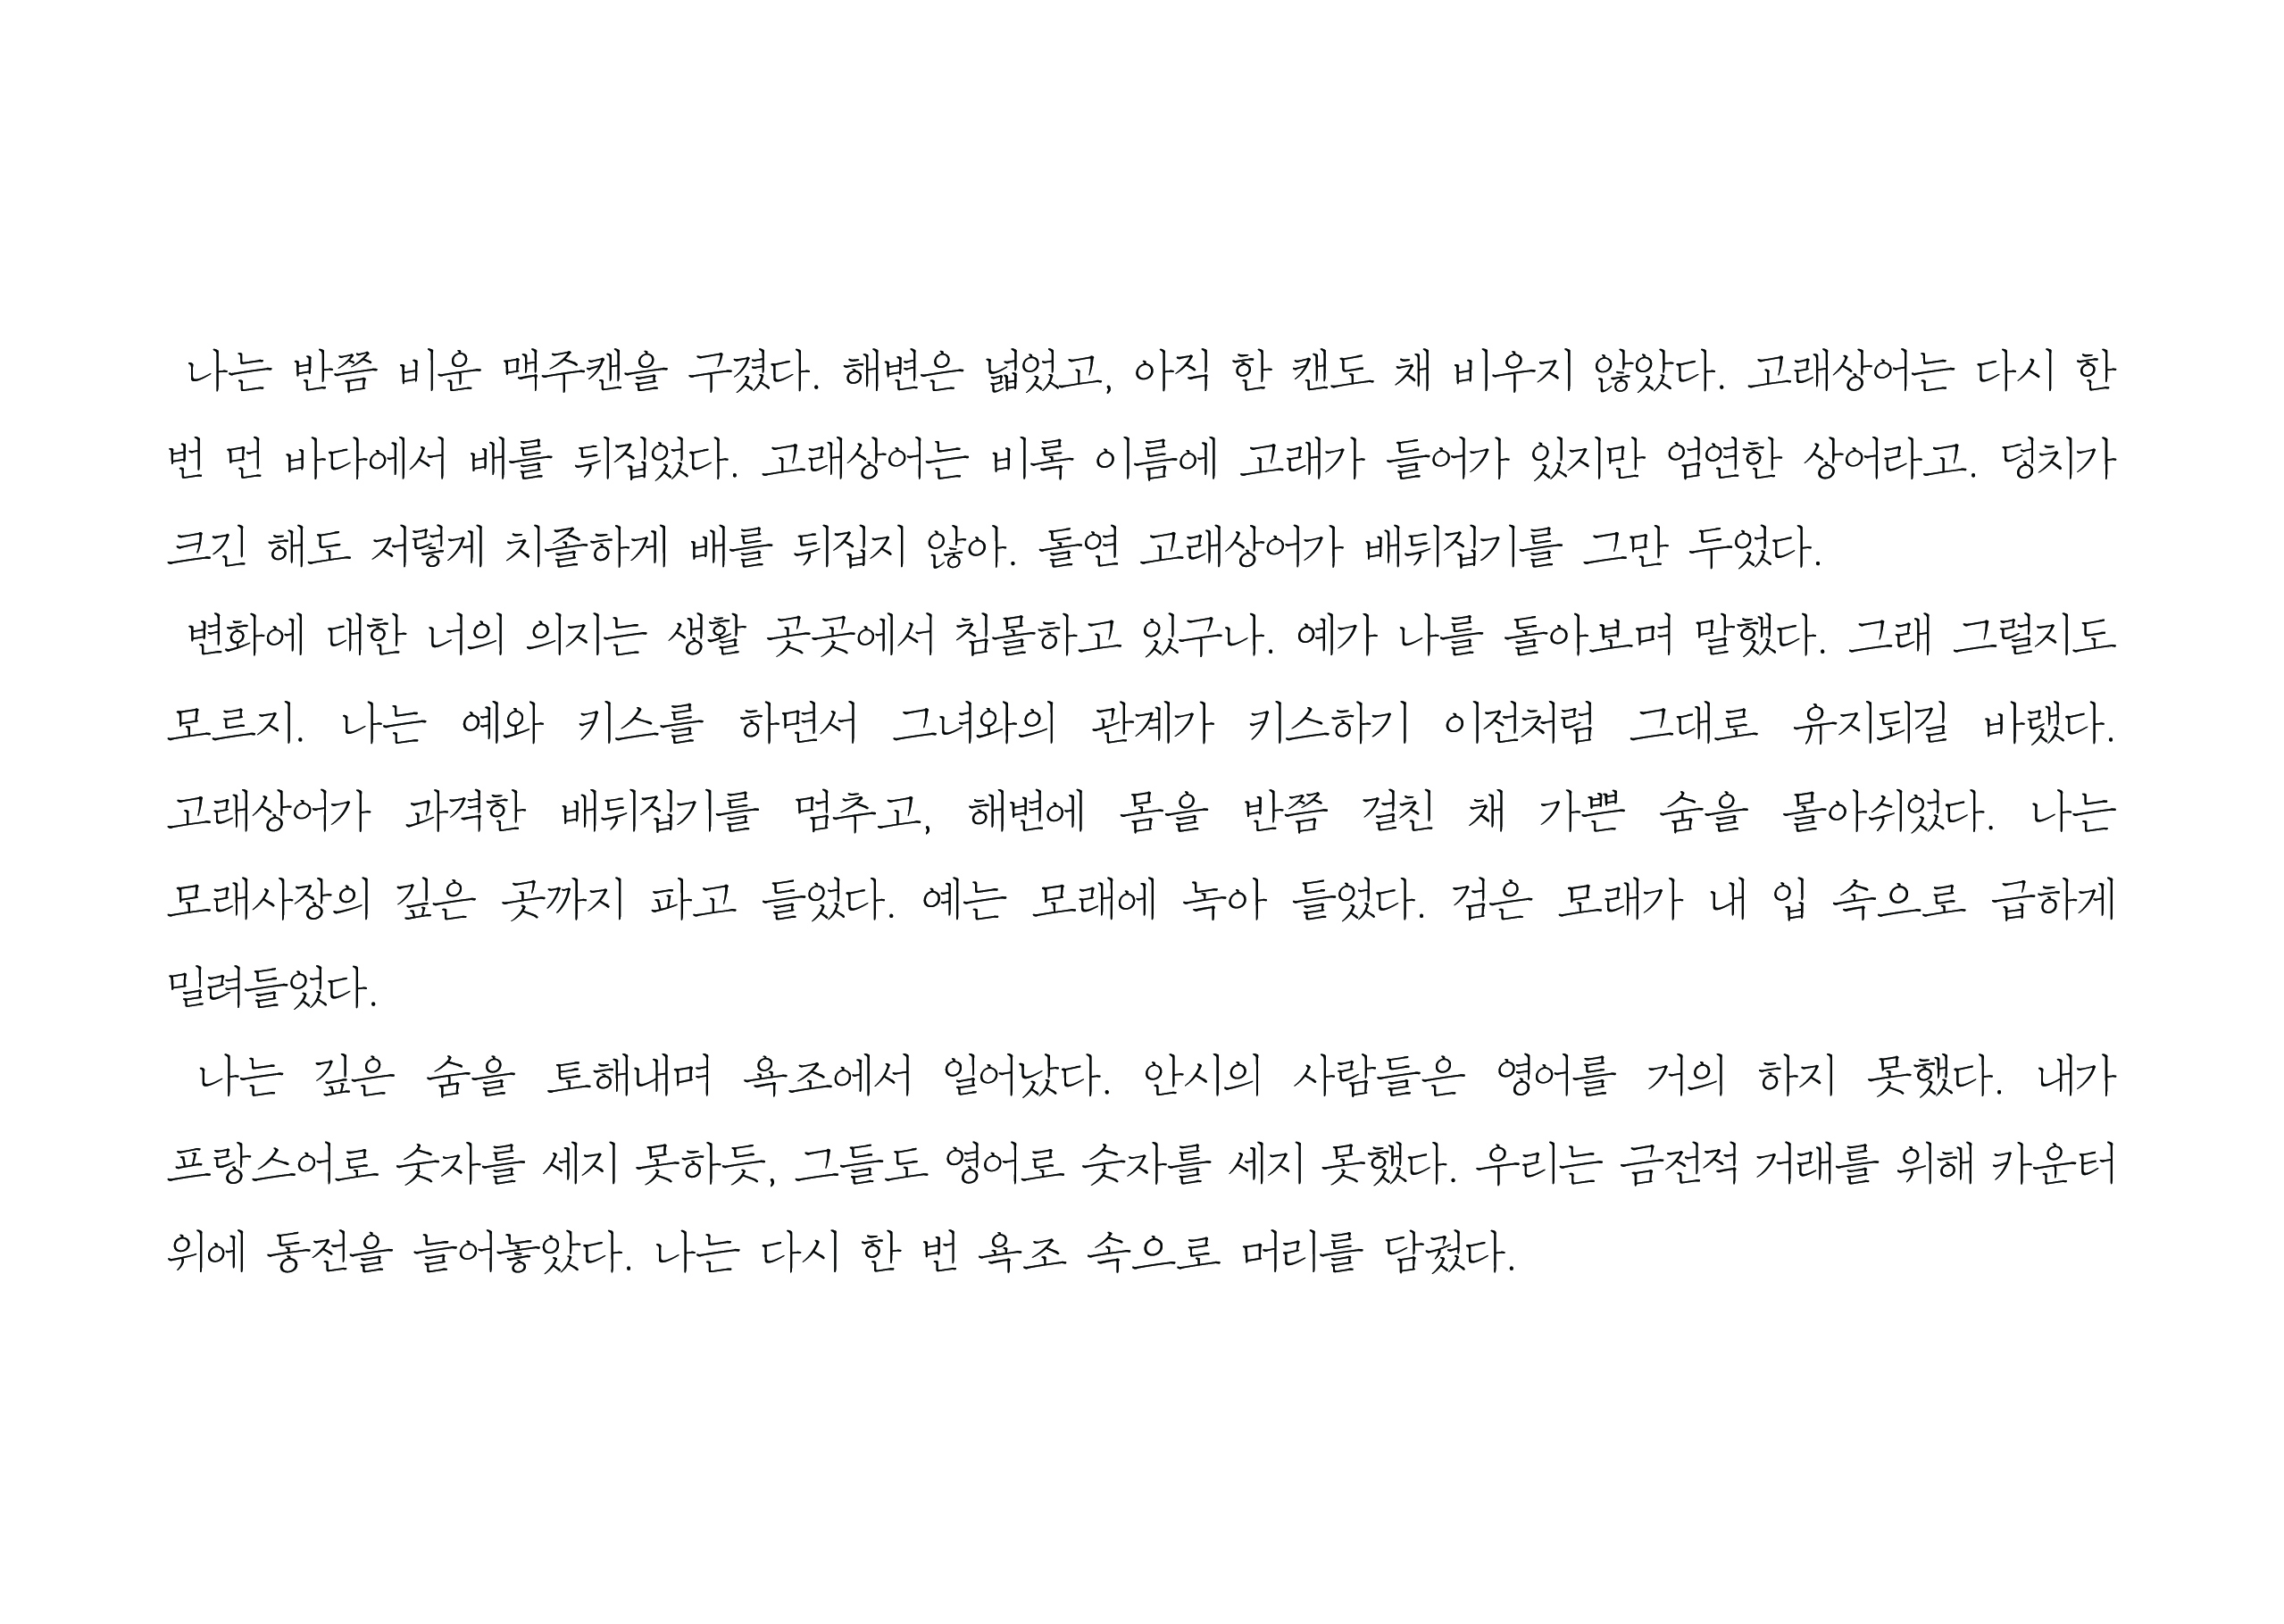 나는 반쯤 비운 맥주캔을 구겼다. 해변은 넓었고, 아직 한 캔도 채 비우지 않았다. 고래상어는 다시 한
번 먼 바다에서 배를 뒤집었다. 고래상어는 비록 이름에 고래가 들어가 있지만 엄연한 상어라고. 덩치가
크긴 해도 저렇게 치졸하게 배를 뒤집지 않아. 돌연 고래상어가 배뒤집기를 그만 두었다.
변화에 대한 너의 의지는 생활 곳곳에서 침몰하고 있구나. 예가 나를 돌아보며 말했다. 그래 그럴지도
모르지. 나는 예와 키스를 하면서 그녀와의 관계가 키스하기 이전처럼 그대로 유지되길 바랬다.
고래상어가 과격한 배뒤집기를 멈추고, 해변에 몸을 반쯤 걸친 채 가쁜 숨을 몰아쉬었다. 나는
모래사장의 깊은 곳까지 파고 들었다. 예는 모래에 녹아 들었다. 검은 모래가 내 입 속으로 급하게
밀려들었다.
나는 깊은 숨을 토해내며 욕조에서 일어났다. 안시의 사람들은 영어를 거의 하지 못했다. 내가
프랑스어로 숫자를 세지 못하듯, 그들도 영어로 숫자를 세지 못했다. 우리는 금전적 거래를 위해 카운터
위에 동전을 늘어놓았다. 나는 다시 한 번 욕조 속으로 머리를 담궜다.